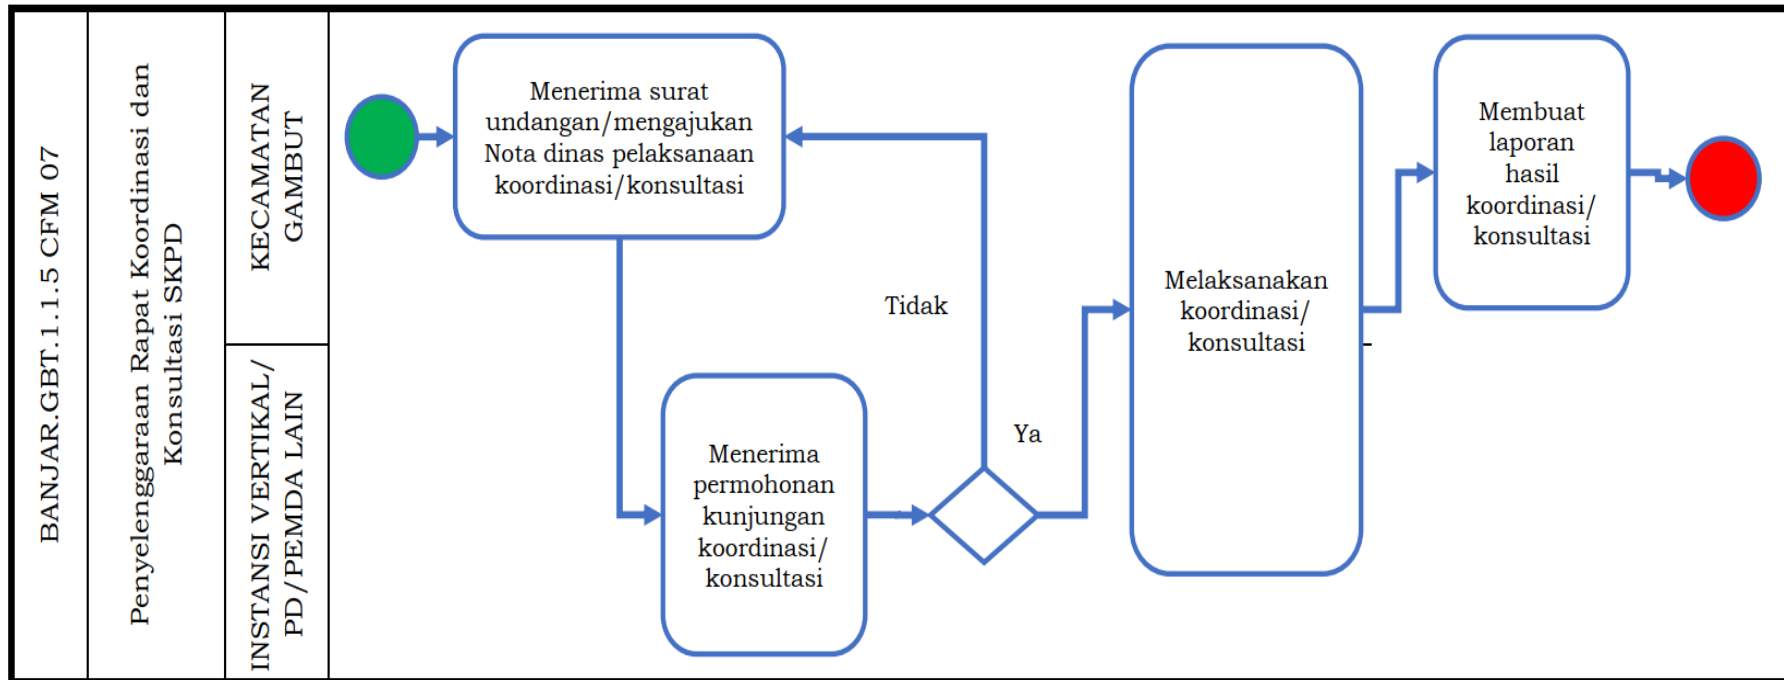 BANJAR.GBT.1.1.5 CFM 07
Penyelenggaraan Rapat Koordinasi dan
Konsultasi SKPD
KECAMATAN
GAMBUT
INSTANSI VERTIKAL/
PD/PEMDA LAIN
Menerima surat
undangan/mengajukan
Nota dinas pelaksanaan
koordinasi/konsultasi
Menerima
permohonan
kunjungan
koordinasi/
konsultasi
Tidak
Ya
Melaksanakan
koordinasi/
konsultasi
Membuat
laporan
hasil
koordinasi/
konsultasi